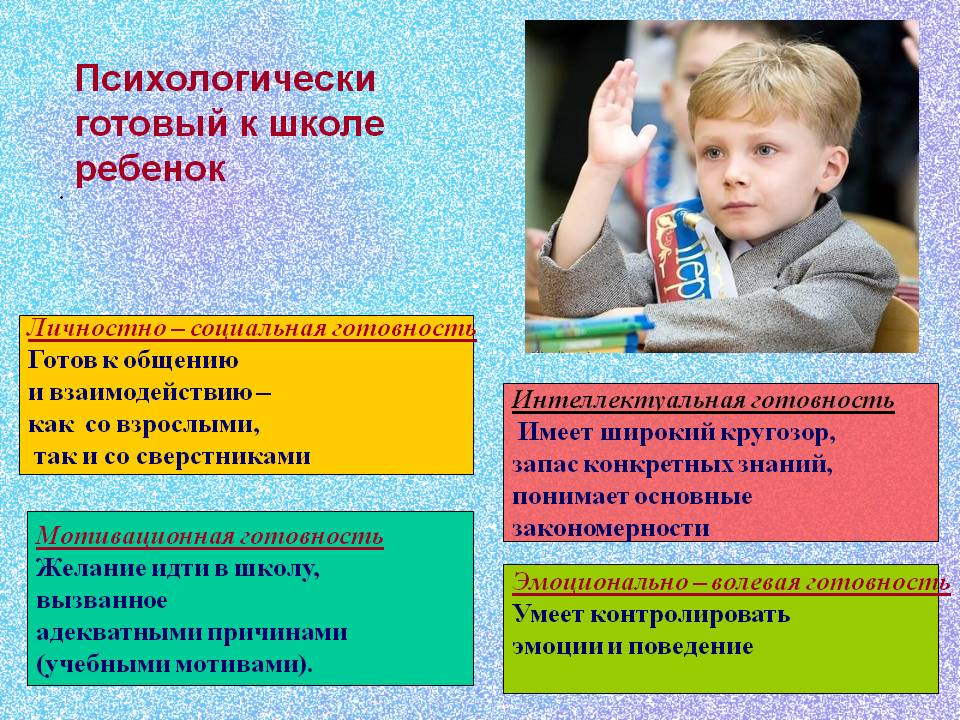 Психологически
готовый к школе
ребенок
.
Личностно – социальная готовность
Готов к общению
и взаимодействию –
как со взрослыми,
так и со сверстниками
Интеллектуальная готовность
Имеет широкий кругозор,
запас конкретных знаний,
понимает основные
закономерности
Мотивационная готовность
Желание идти в школу,
вызванное
адекватными причинами
(учебными мотивами).
Эмоционально – волевая готовность
Умеет контролировать
эмоции и поведение